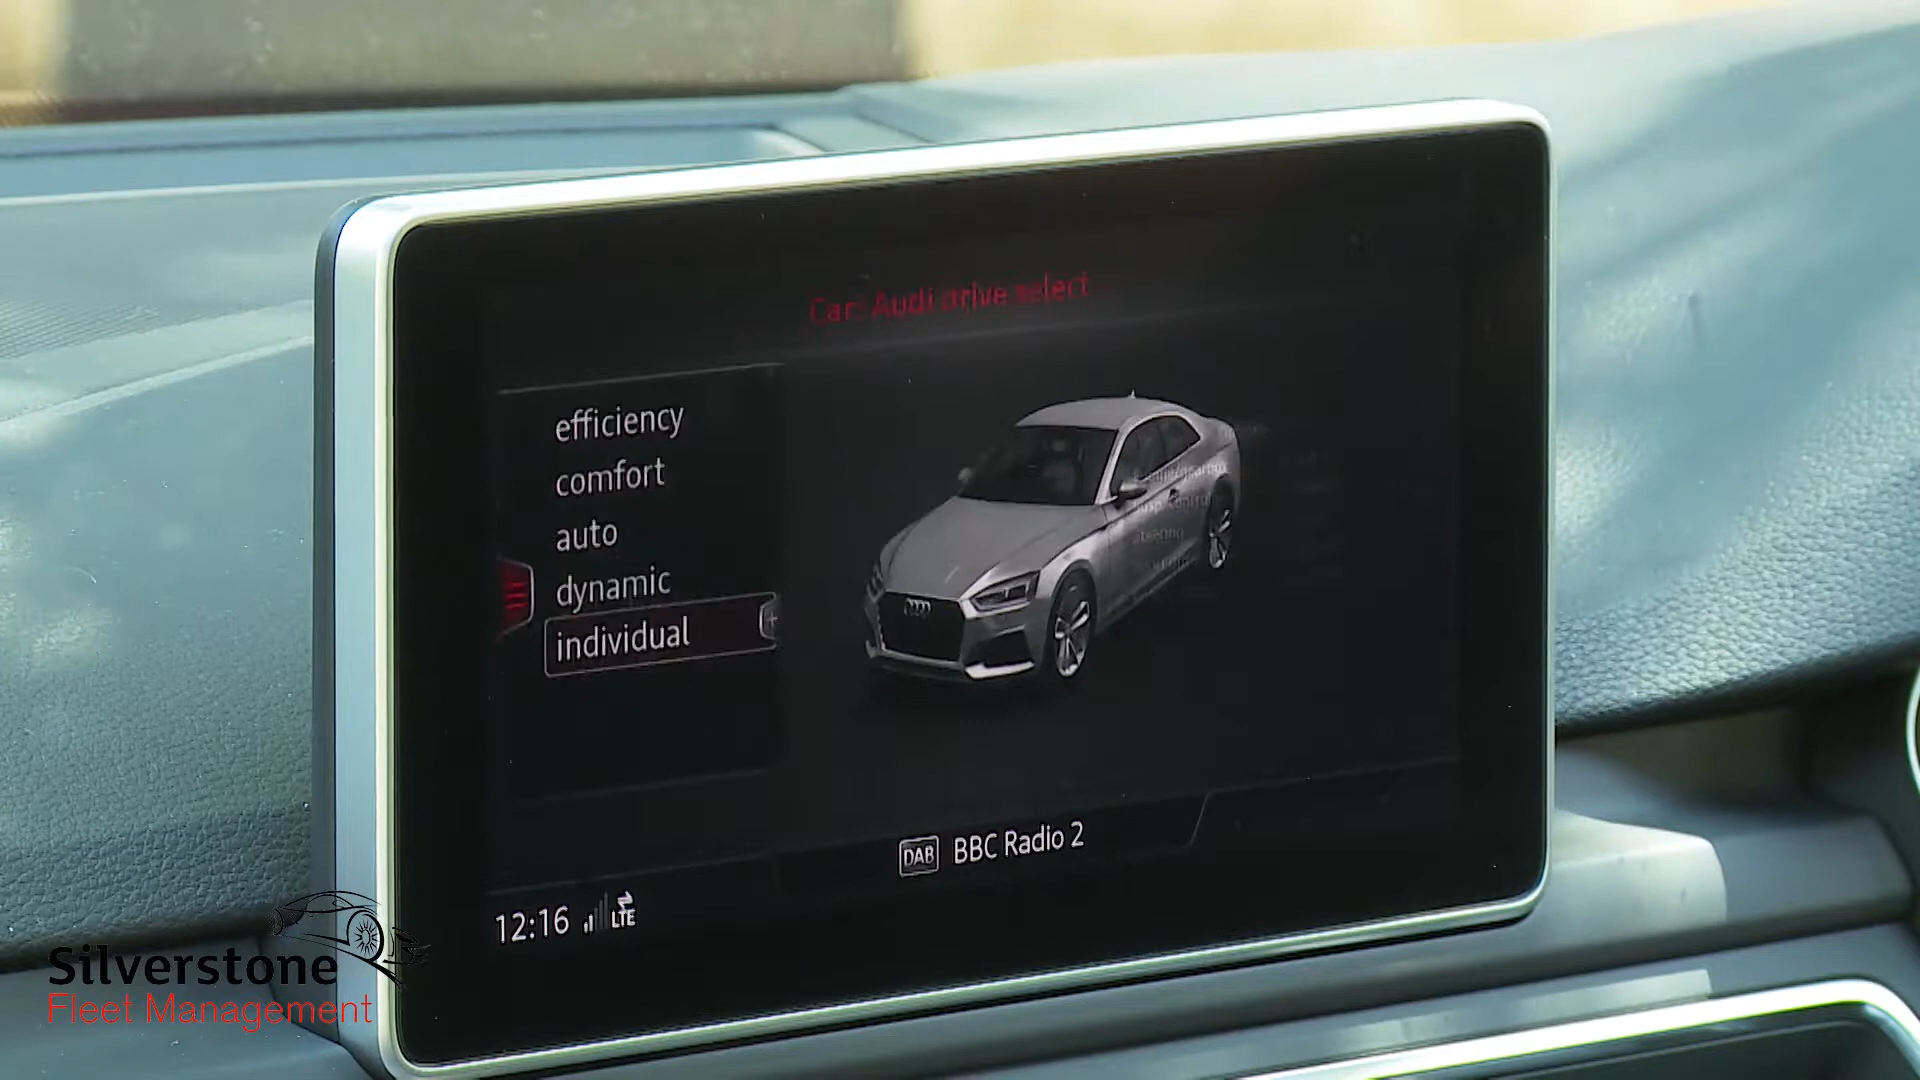 Car: Audi drive select
efficiency
comfort
auto
dynamic
individual
steering
DAB BBC Radio 2
12:16 LTE
Silverstone
Fleet Management